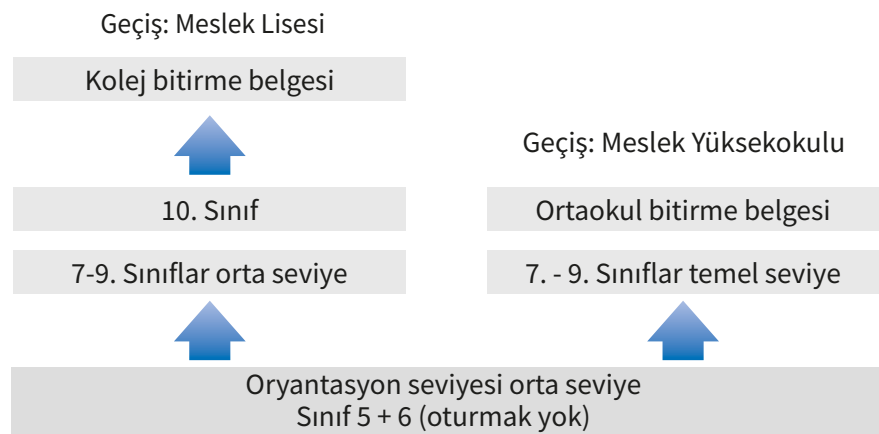 Geçiş: Meslek Lisesi
Kolej bitirme belgesi
10. Sınıf
7-9. Sınıflar orta seviye
Geçiş: Meslek Yüksekokulu
Ortaokul bitirme belgesi
7. - 9. Sınıflar temel seviye
Oryantasyon seviyesi orta seviye
Sınıf 5 + 6 (oturmak yok)